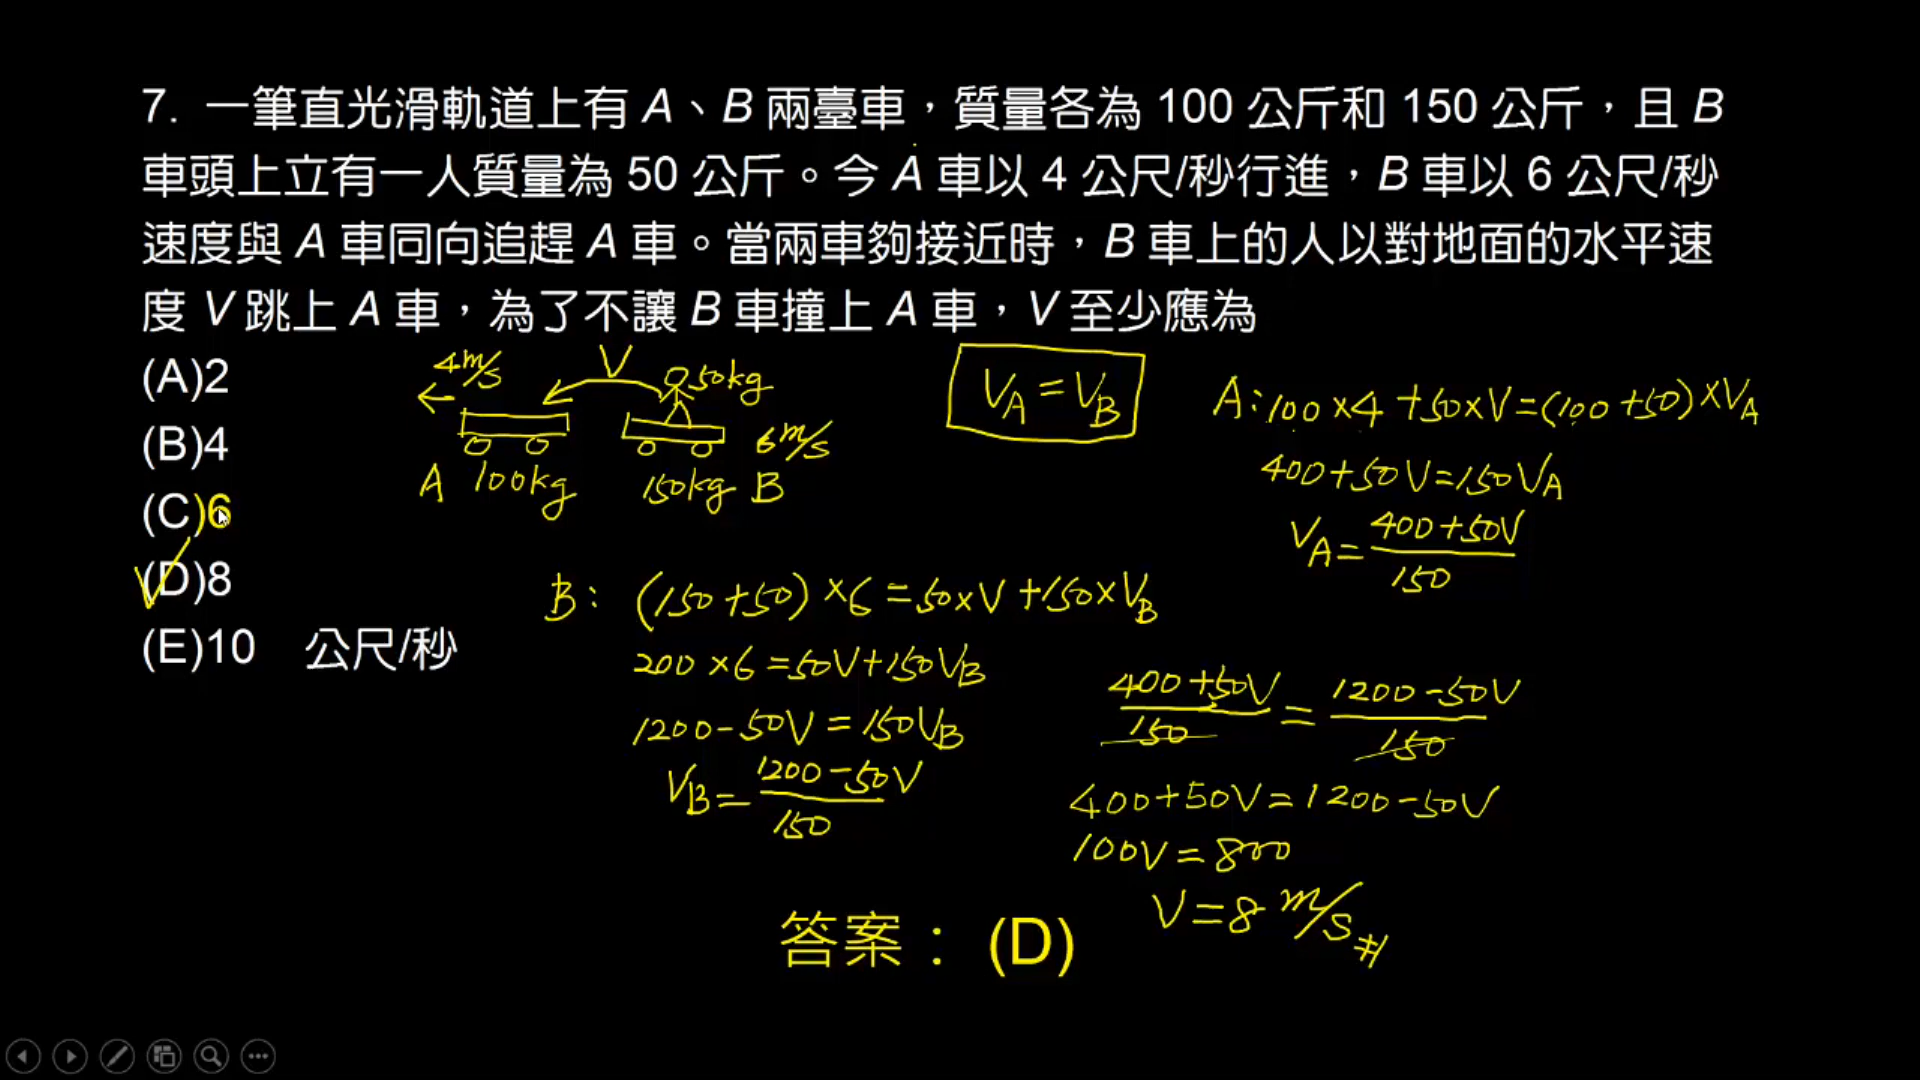 7. 一筆直光滑軌道上有 A、B 兩臺車，質量各為 100 公斤和 150 公斤，且 B
車頭上立有一人質量為 50 公斤。今 A 車以 4 公尺/秒行進，B 車以 6 公尺/秒
速度與 A 車同向追趕 A 車。當兩車夠接近時，B 車上的人以對地面的水平速
度 V 跳上 A 車，為了不讓 B 車撞上 A 車，V 至少應為
(A)2
(B)4
(C)6
(D)8
(E)10 公尺/秒
4m/s
V
50kg
6m/s
A 100kg
150kg B
VA=VB
A:100×4+50×V=(100+50)×VA
400+50V=150VA
VA=400+50V
150
B: (150+50)×6=50×V+150×VB
200×6=50V+150VB
1200-50V=150VB
VB=1200-50V
150
400+50V = 1200-50V
150 150
400+50V=1200-50V
100V=800
V=8 m/s#
答案： (D)